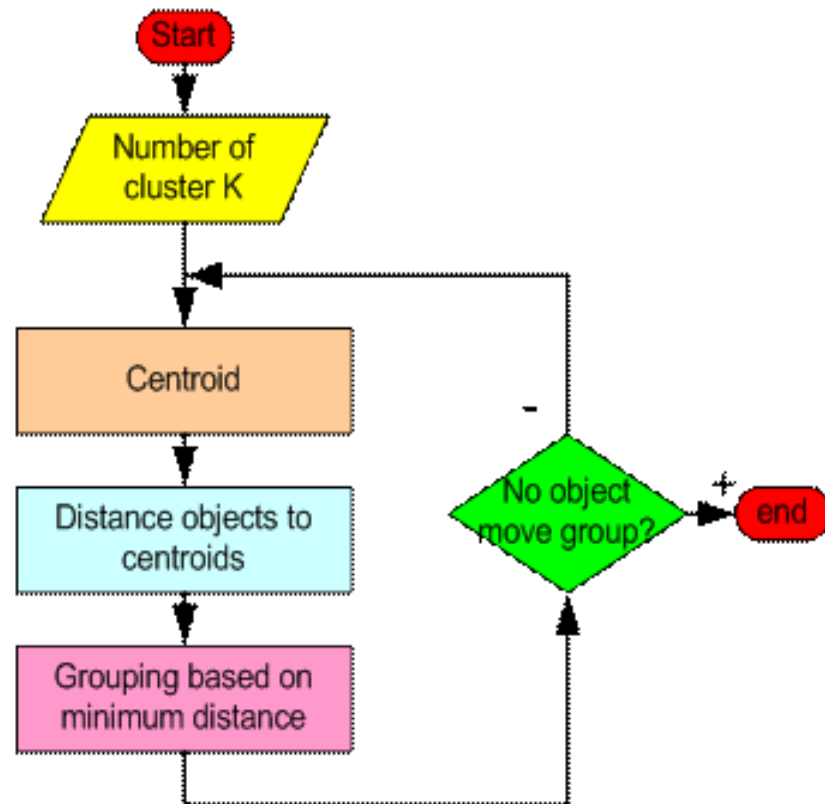 Start
Number of
cluster K
Centroid
-
Distance objects to
centroids
No object
move group?
+
end
Grouping based on
minimum distance